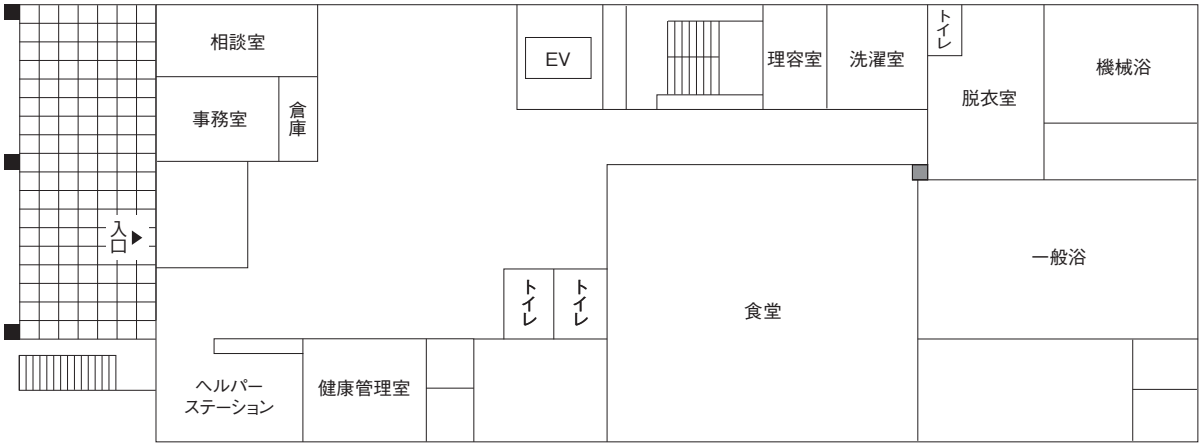 相談室
EV
理容室
洗濯室
トイレ
脱衣室
機械浴
事務室
倉庫
入口
トイレ
トイレ
食堂
一般浴
ヘルパー
ステーション
健康管理室